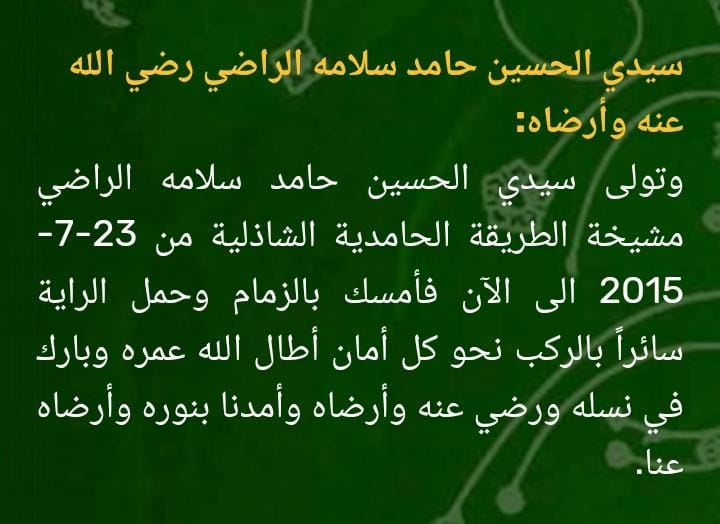 سيدي الحسين حامد سلامه الراضي رضي الله
عنه وأرضاه:
وتولى سيدي الحسين حامد سلامه الراضي
مشيخة الطريقة الحامدية الشاذلية من 23-7-
2015 الى الآن فأمسك بالزمام وحمل الراية
سائراً بالركب نحو كل أمان أطال الله عمره وبارك
في نسله ورضي عنه وأرضاه وأمدنا بنوره وأرضاه
عنا.